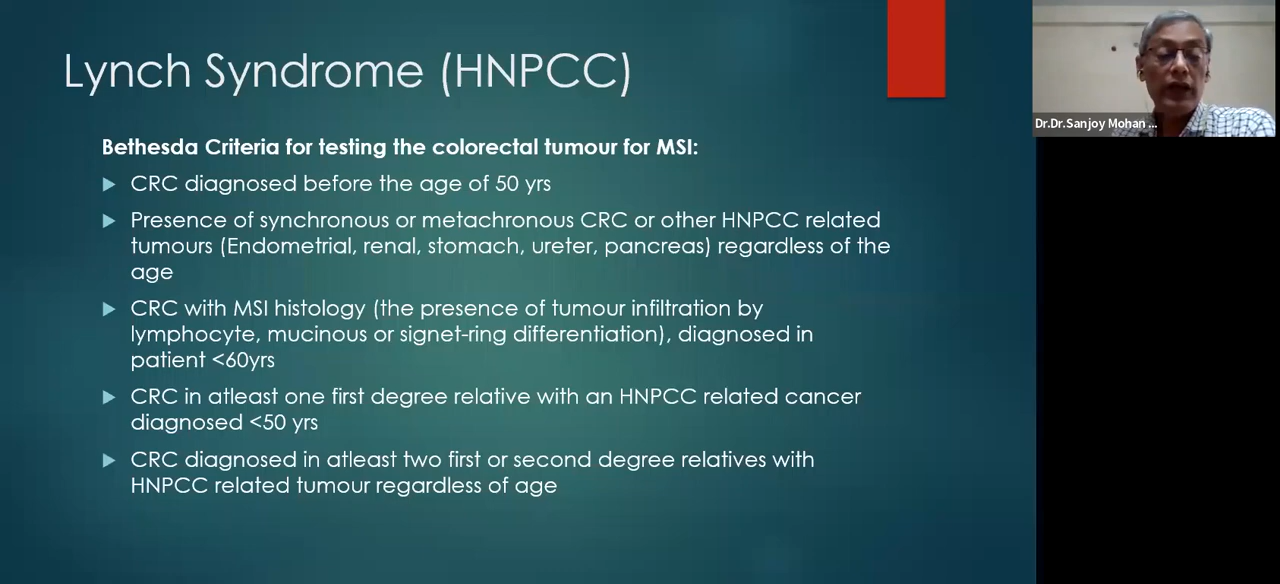 Lynch Syndrome (HNPCC)
Bethesda Criteria for testing the colorectal tumour for MSI:
CRC diagnosed before the age of 50 yrs
Presence of synchronous or metachronous CRC or other HNPCC related
tumours (Endometrial, renal, stomach, ureter, pancreas) regardless of the
age
CRC with MSI histology (the presence of tumour infiltration by
lymphocyte, mucinous or signet-ring differentiation), diagnosed in
patient <60yrs
CRC in atleast one first degree relative with an HNPCC related cancer
diagnosed <50 yrs
CRC diagnosed in atleast two first or second degree relatives with
HNPCC related tumour regardless of age
Dr.Dr.Sanjoy Mohan ...